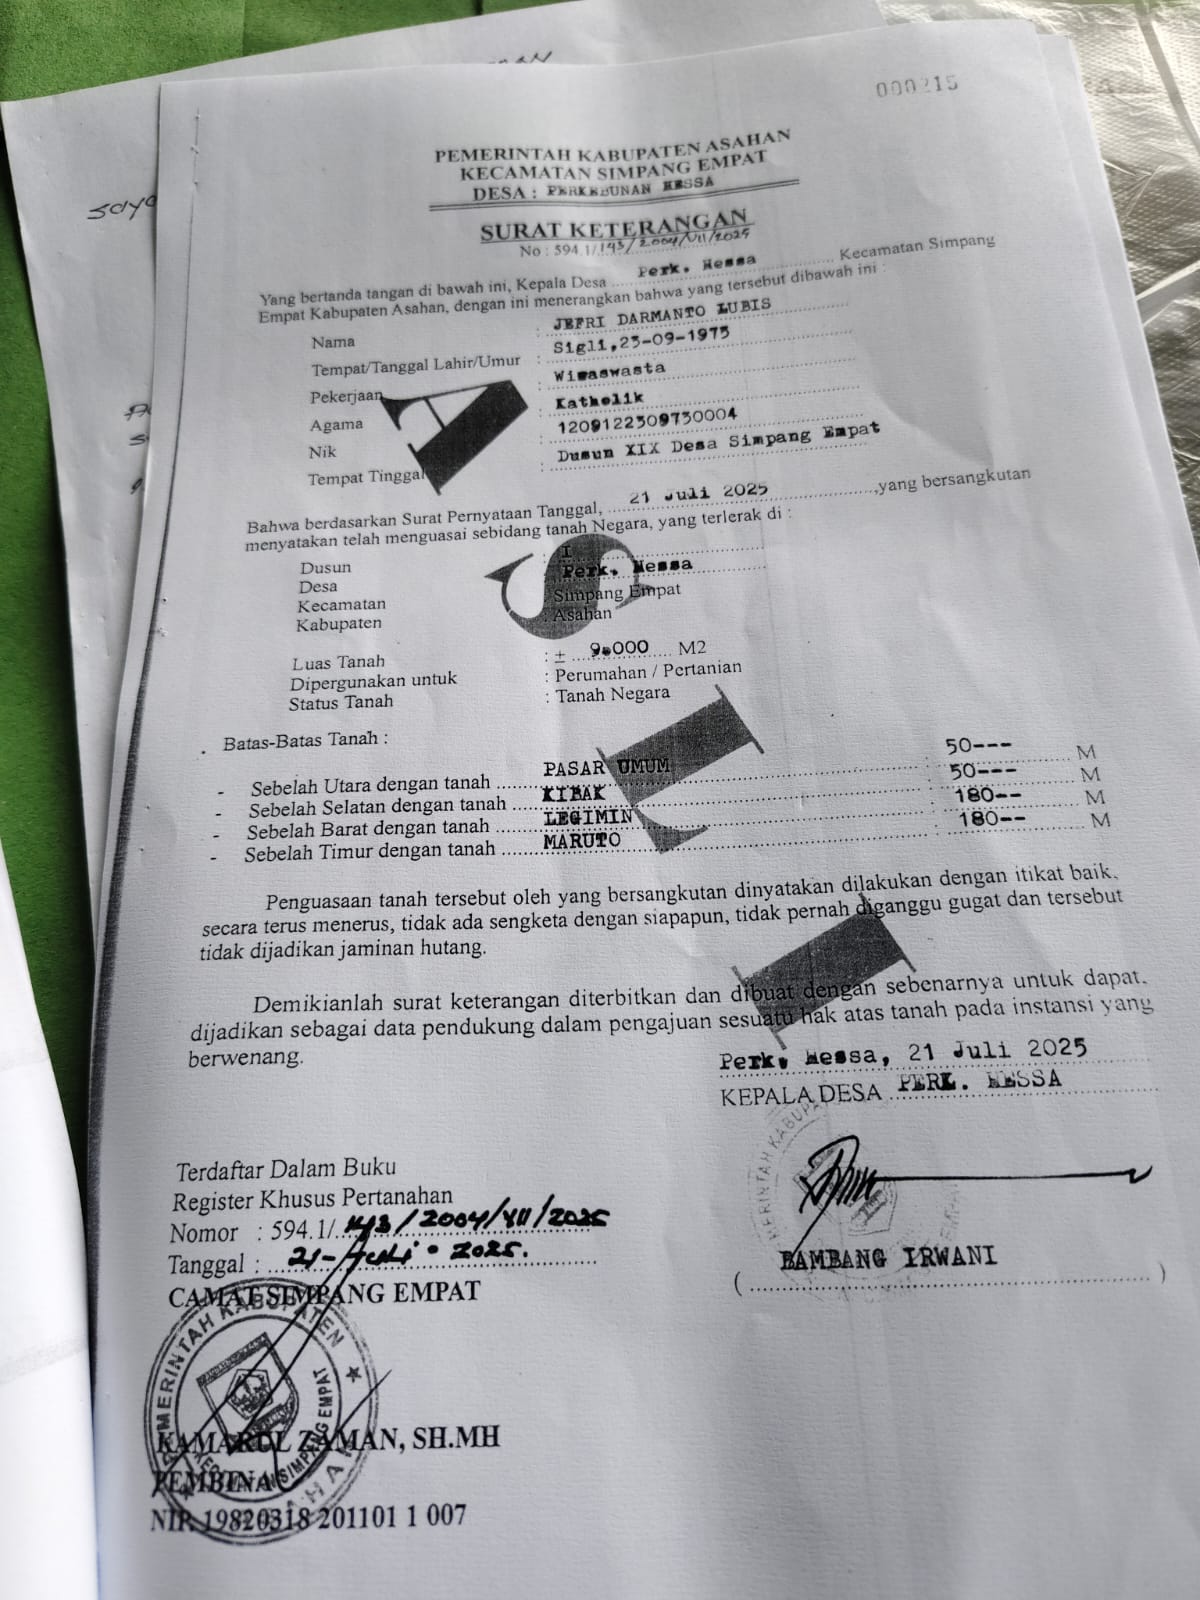 000215
PEMERINTAH KABUPATEN ASAHAN
KECAMATAN SIMPANG EMPAT
DESA : PERKEBUNAN HESSA
SURAT KETERANGAN
No : 594.1/143/2004/VII/2025
Yang bertanda tangan di bawah ini, Kepala Desa Perk. Hessa Kecamatan Simpang
Empat Kabupaten Asahan, dengan ini menerangkan bahwa yang tersebut dibawah ini :
Nama : JEFRI DARMANTO LUBIS
Tempat/Tanggal Lahir/Umur : Sigli,23-09-1973
Pekerjaan : Wiraswasta
Agama : Katholik
Nik : 1209122309730004
Tempat Tinggal : Dusun XIX Desa Simpang Empat
Bahwa berdasarkan Surat Pernyataan Tanggal, 21 Juli 2025 ,yang bersangkutan
menyatakan telah menguasai sebidang tanah Negara, yang terlerak di :
Dusun : I
Desa : Perk. Hessa
Kecamatan : Simpang Empat
Kabupaten : Asahan
Luas Tanah : ± 9.000 M2
Dipergunakan untuk : Perumahan / Pertanian
Status Tanah : Tanah Negara
Batas-Batas Tanah :
- Sebelah Utara dengan tanah PASAR UMUM : 50--- M
- Sebelah Selatan dengan tanah KIBAK : 50--- M
- Sebelah Barat dengan tanah LEGIMIN : 180-- M
- Sebelah Timur dengan tanah MARUTO : 180-- M
Penguasaan tanah tersebut oleh yang bersangkutan dinyatakan dilakukan dengan itikat baik.
secara terus menerus, tidak ada sengketa dengan siapapun, tidak pernah diganggu gugat dan tersebut
tidak dijadikan jaminan hutang.
Demikianlah surat keterangan diterbitkan dan dibuat dengan sebenarnya untuk dapat.
dijadikan sebagai data pendukung dalam pengajuan sesuatu hak atas tanah pada instansi yang
berwenang.
Perk. Hessa, 21 Juli 2025
KEPALA DESA PERK. HESSA
BAMBANG IRWANI
Terdaftar Dalam Buku
Register Khusus Pertanahan
Nomor : 594.1/143/2004/VII/2025
Tanggal : 21-Juli-2025.
CAMAT SIMPANG EMPAT
PEMERINTAH KABUPATEN
KECAMATAN SIMPANG EMPAT
ASAHAN
KAMARUL ZAMAN, SH.MH
PEMBINA
NIP. 19820318 201101 1 007
ASLI